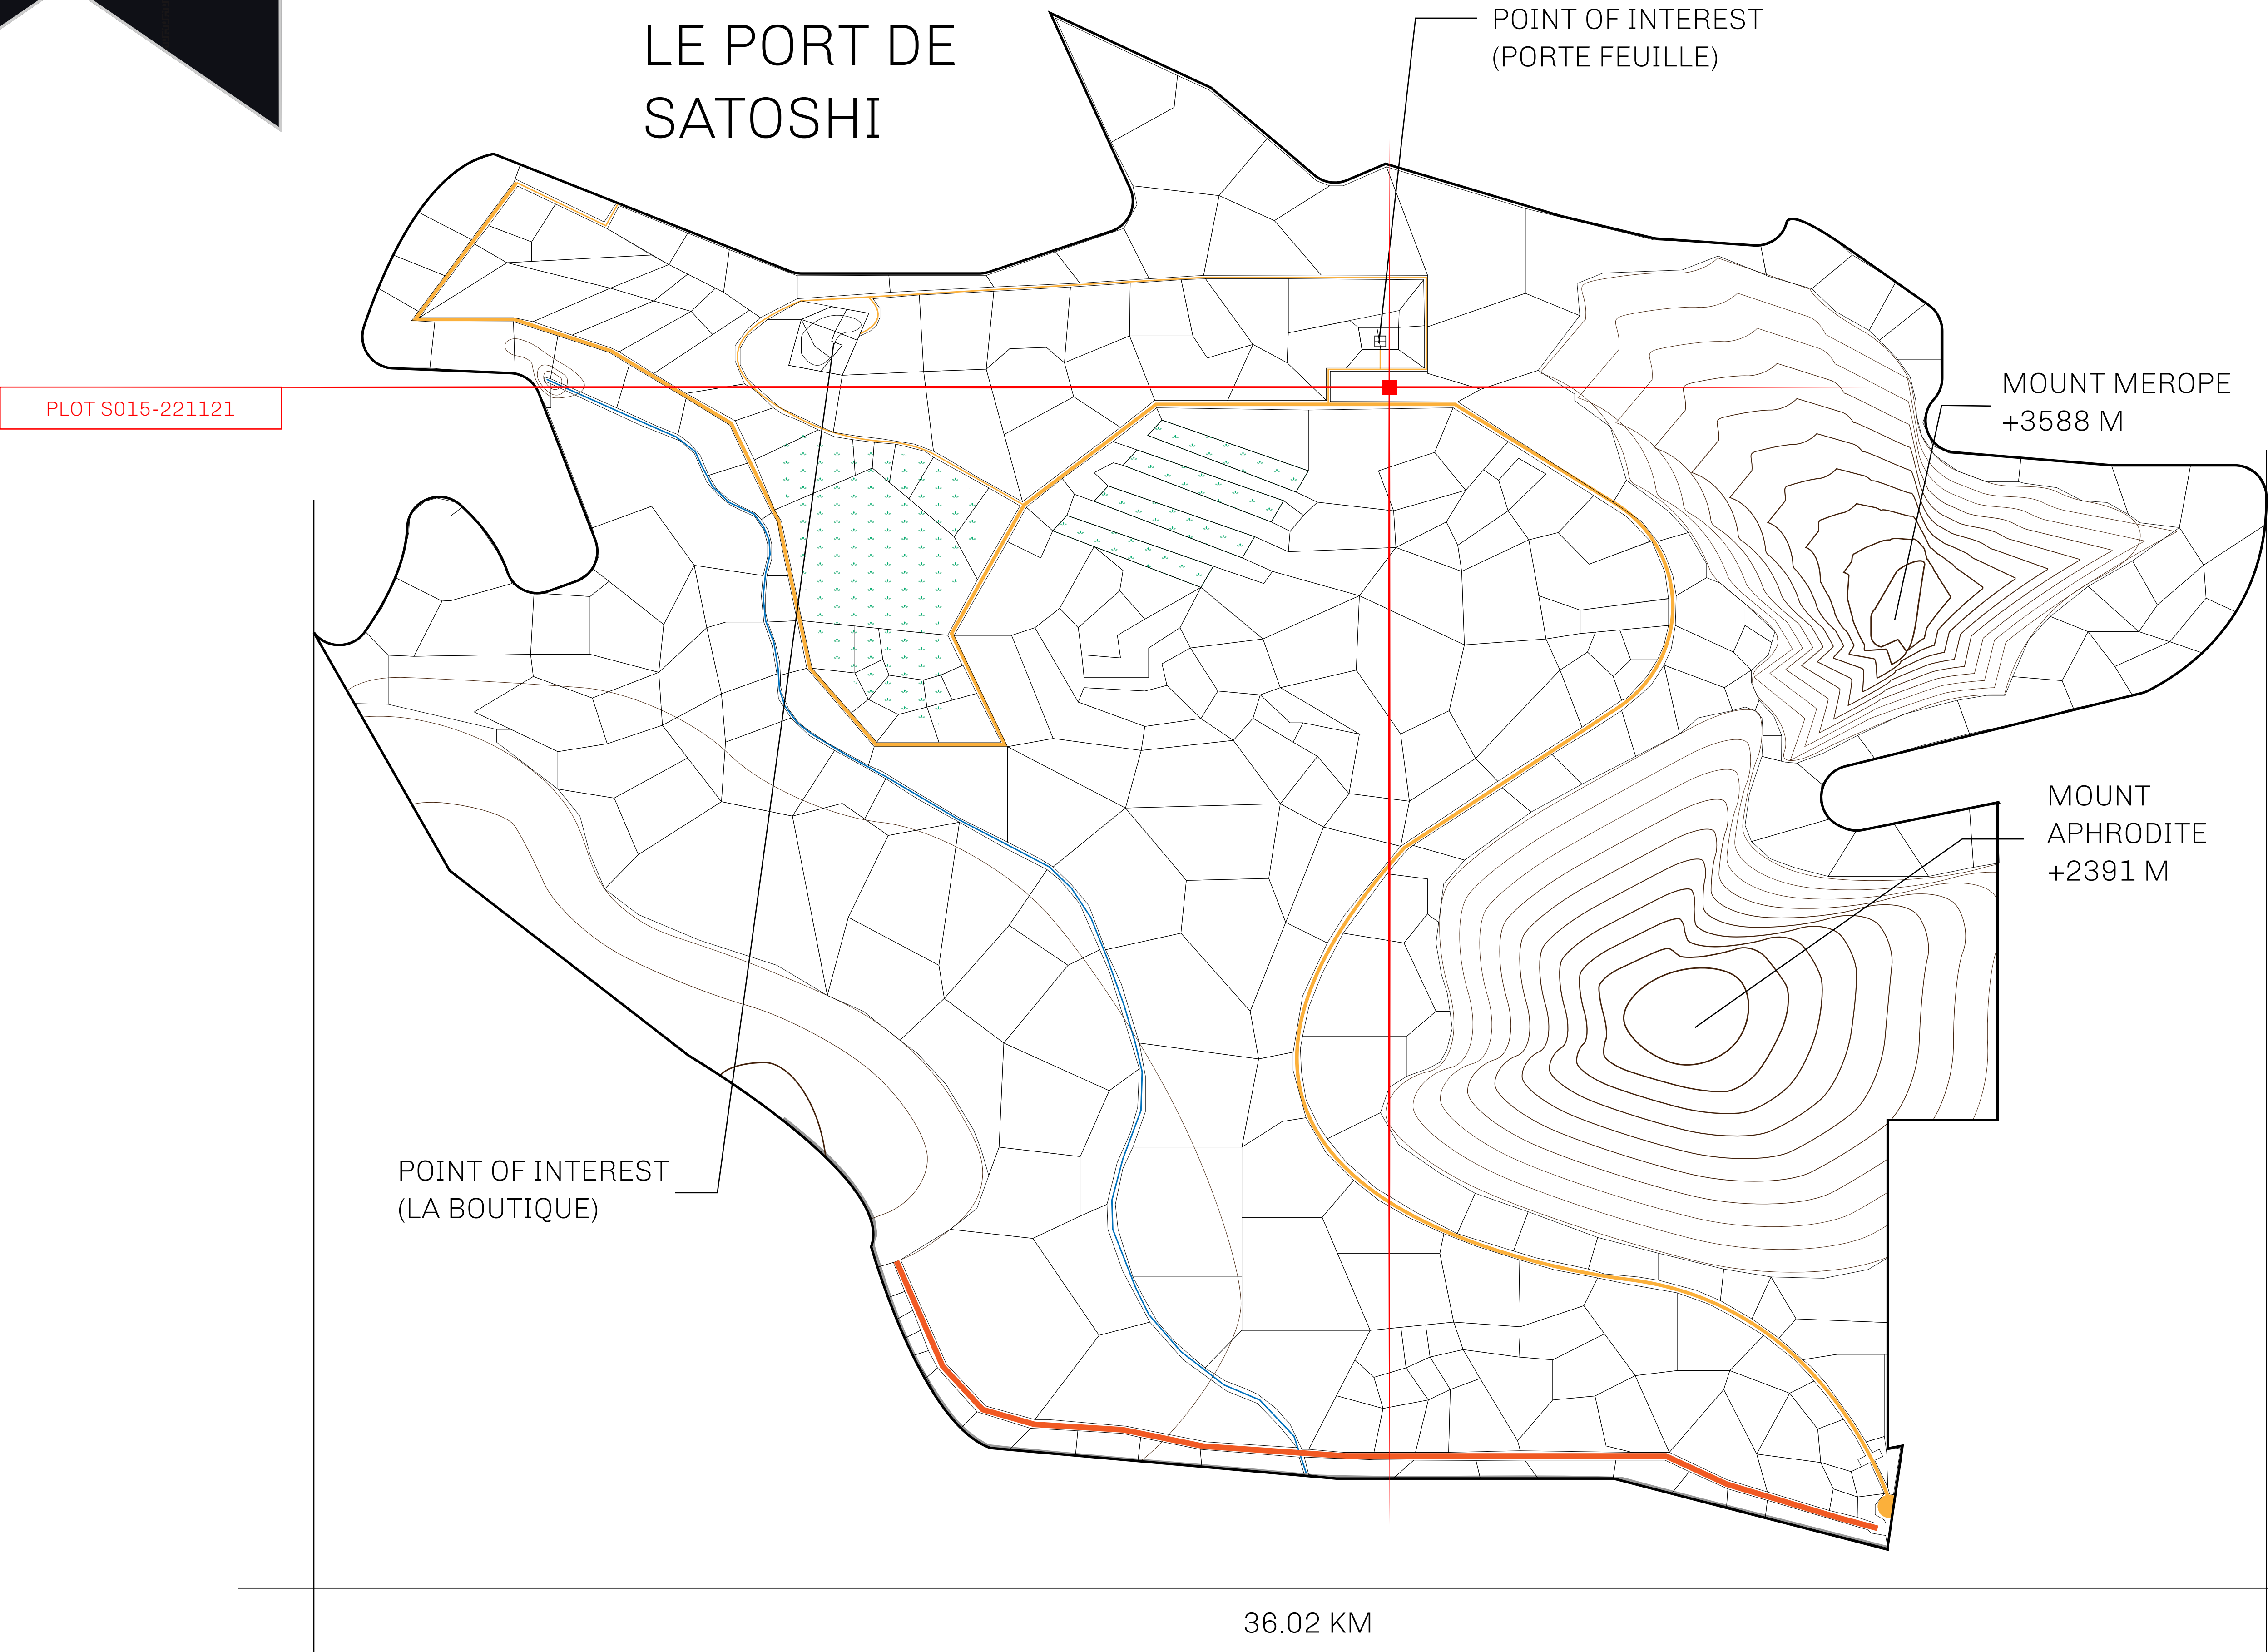 LE PORT DE
SATOSHI
POINT OF INTEREST
(PORTE FEUILLE)
PLOT S015-221121
MOUNT MEROPE
+3588 M
MOUNT
APHRODITE
+2391 M
POINT OF INTEREST
(LA BOUTIQUE)
36.02 KM